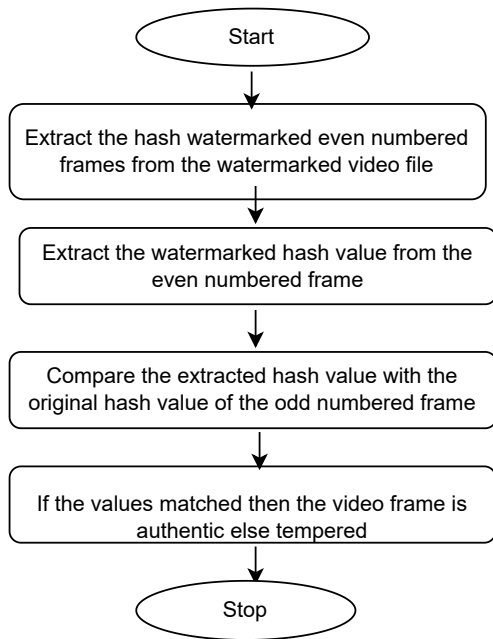 Start
Extract the hash watermarked even numbered
frames from the watermarked video file
Extract the watermarked hash value from the
even numbered frame
Compare the extracted hash value with the
original hash value of the odd numbered frame
If the values matched then the video frame is
authentic else tempered
Stop